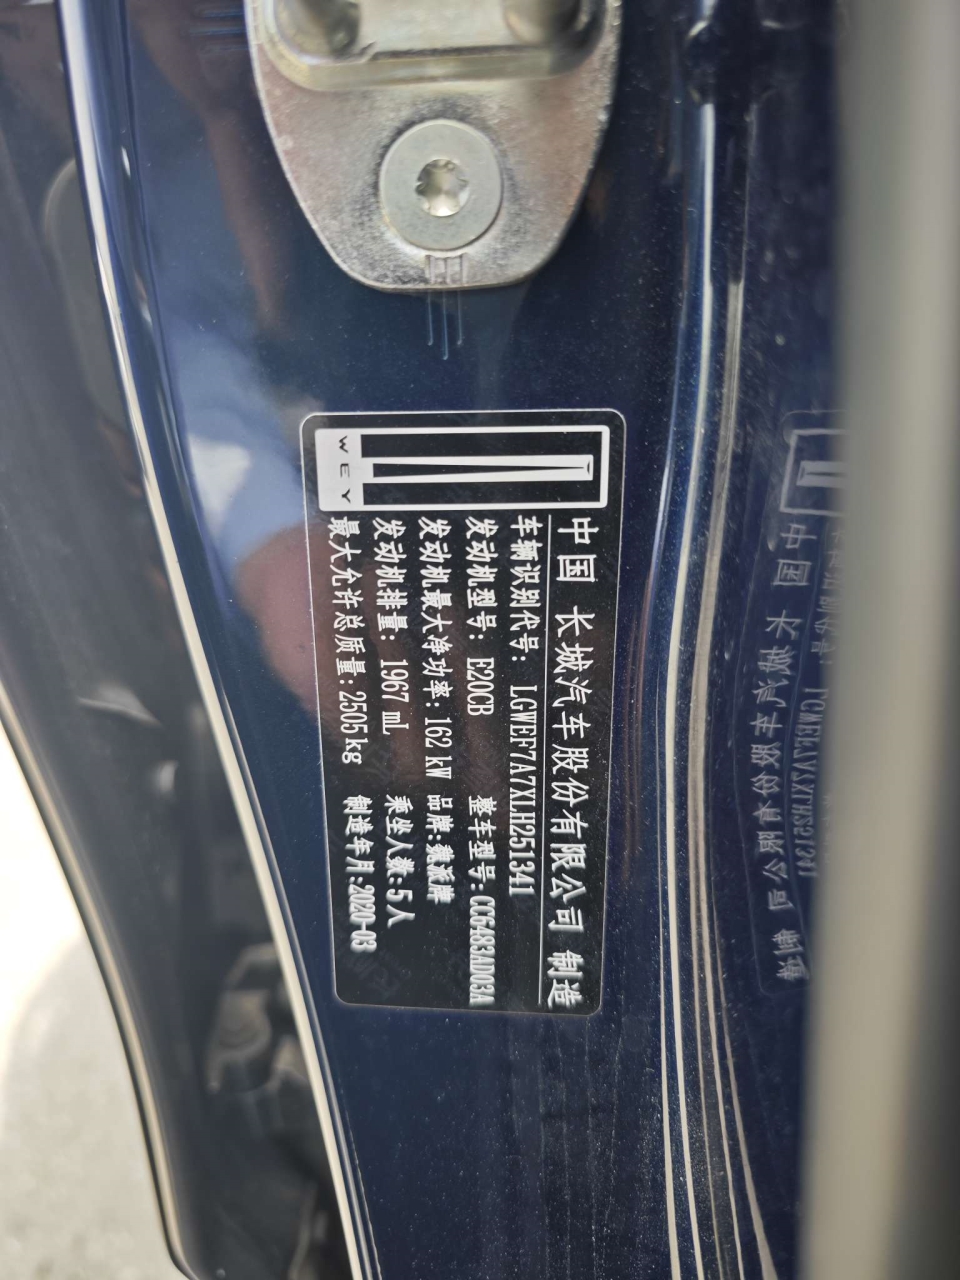 WEY
中国 长城汽车股份有限公司 制造
车辆识别代号: LGWEF7A7XLH251341
发动机型号: E20CB 整车型号:CC6483AD03A
发动机最大净功率:162 kW 品牌:魏派牌
发动机排量: 1967 mL 乘坐人数:5人
最大允许总质量:2505kg 制造年月:2020-03